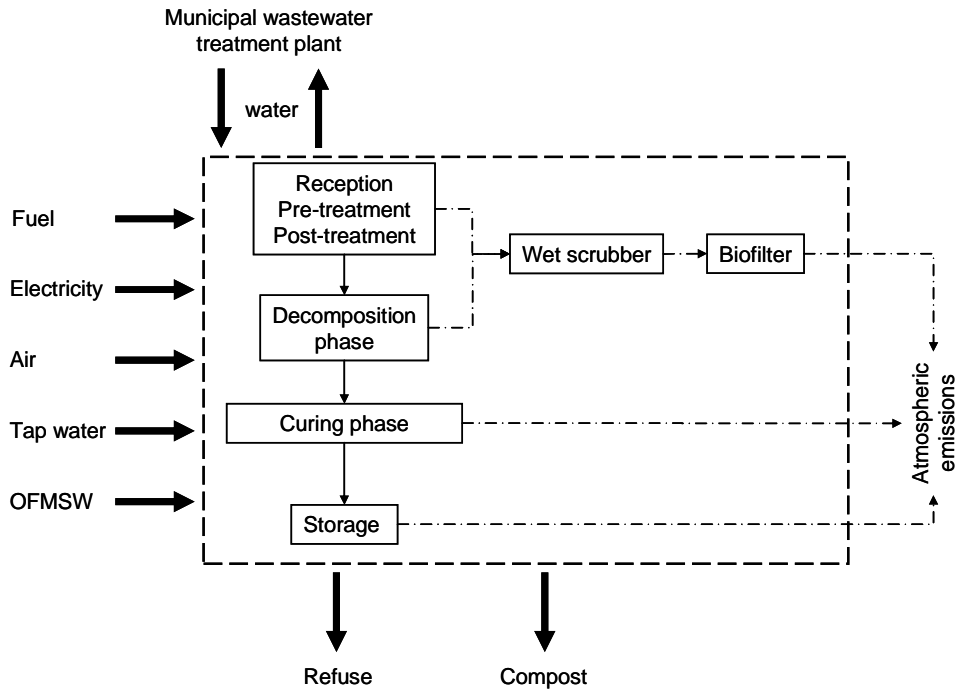 Municipal wastewater
treatment plant
water
Reception
Pre-treatment
Post-treatment
Fuel
Wet scrubber
Biofilter
Electricity
Decomposition
phase
Air
Curing phase
Tap water
Atmospheric
emissions
OFMSW
Storage
Refuse
Compost